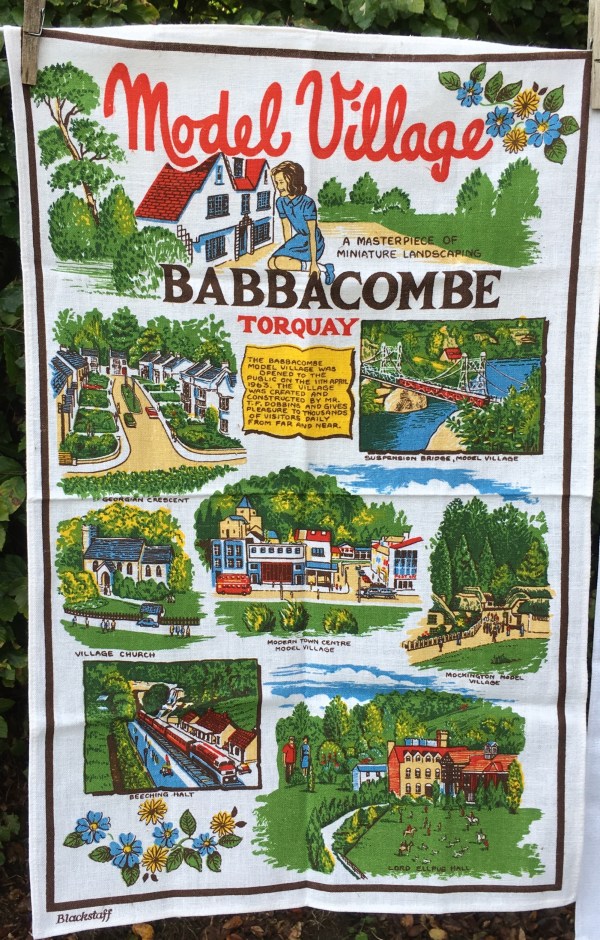 Model Village
A MASTERPIECE OF
MINIATURE LANDSCAPING
BABBACOMBE
TORQUAY
THE BABBACOMBE
MODEL VILLAGE WAS
OPENED TO THE
PUBLIC ON THE 11TH APRIL
1963. THE VILLAGE
WAS CREATED AND
CONSTRUCTED BY MR.
T.F. DOBBINS AND GIVES
PLEASURE TO THOUSANDS
OF VISITORS DAILY
FROM FAR AND NEAR.
SUSPENSION BRIDGE, MODEL VILLAGE
GEORGIAN CRESCENT
MODERN TOWN CENTRE
MODEL VILLAGE
VILLAGE CHURCH
MOCKINGTON MODEL
VILLAGE
BEECHING HALT
LORD ELLPUS HALL
Blackstaff